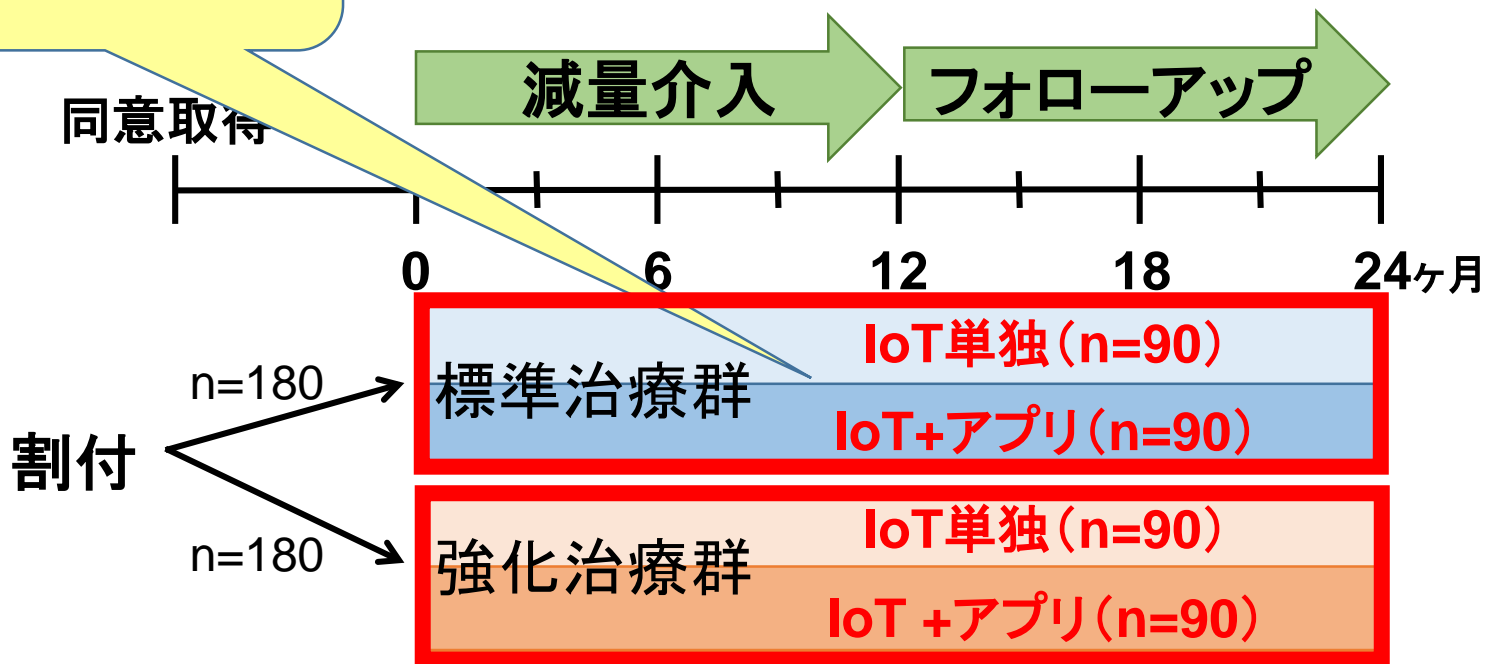 減量介入
フォローアップ
同意取得
0 6 12 18 24ヶ月
IoT単独（n=90）
n=180
標準治療群
IoT+アプリ（n=90）
割付
IoT単独（n=90）
n=180
強化治療群
IoT +アプリ（n=90）